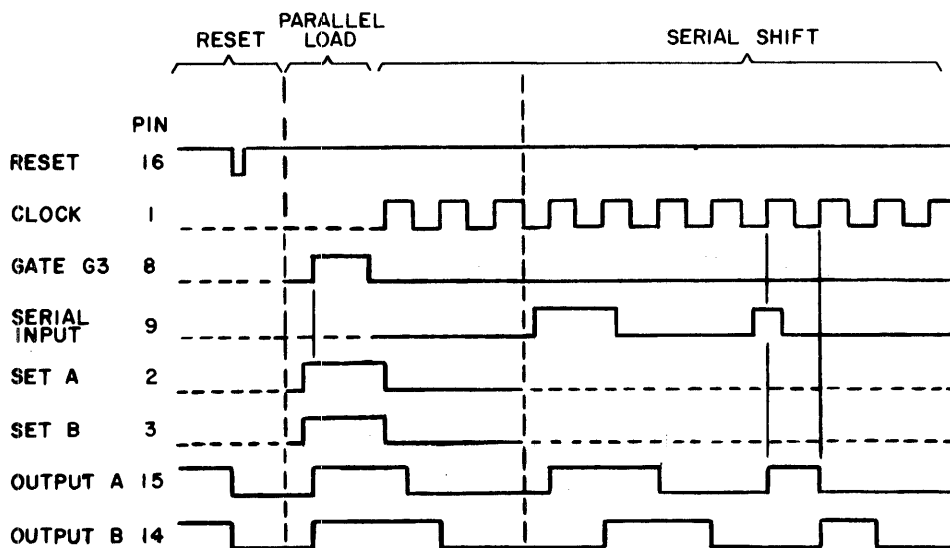 PARALLEL
RESET LOAD SERIAL SHIFT
PIN
RESET 16
CLOCK 1
GATE G3 8
SERIAL
INPUT 9
SET A 2
SET B 3
OUTPUT A 15
OUTPUT B 14